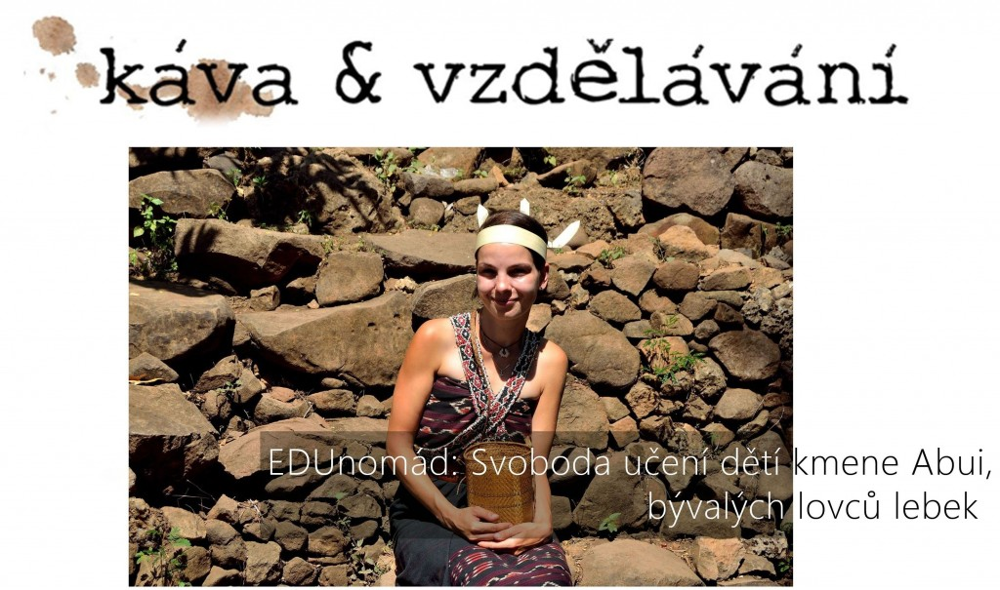 káva & vzdělávání
EDUnomád: Svoboda učení dětí kmene Abui,
bývalých lovců lebek